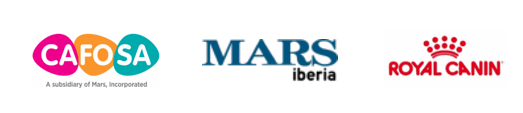 CAFOSA
A subsidiary of Mars, Incorporated
MARS
iberia
ROYAL CANIN